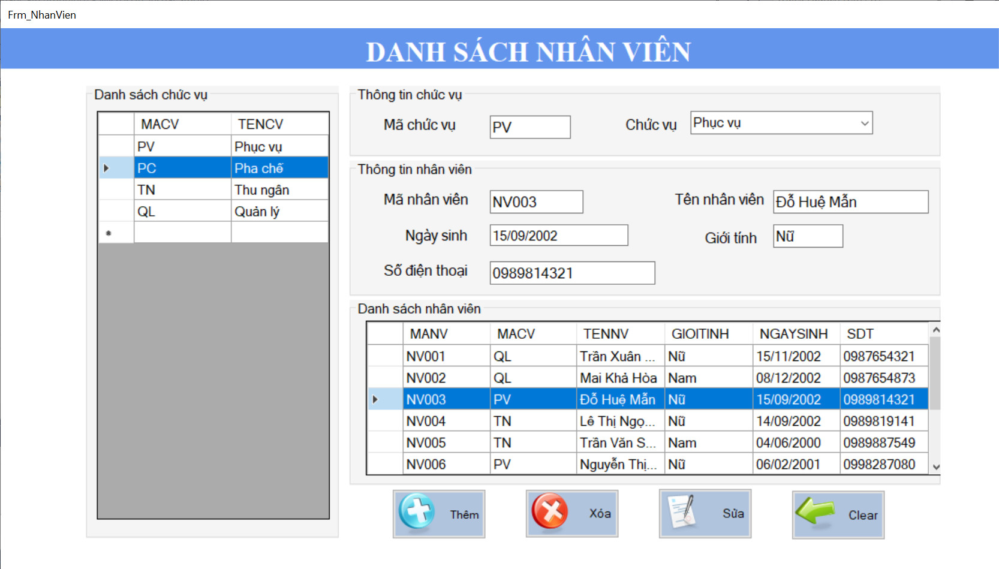 Frm_NhanVien
DANH SÁCH NHÂN VIÊN
Danh sách chức vụ
MACV TENCV
PV Phục vụ
PC Pha chế
TN Thu ngân
QL Quản lý
Thông tin chức vụ
Mã chức vụ PV Chức vụ Phục vụ
Thông tin nhân viên
Mã nhân viên NV003 Tên nhân viên Đỗ Huệ Mẫn
Ngày sinh 15/09/2002 Giới tính Nữ
Số điện thoại 0989814321
Danh sách nhân viên
MANV MACV TENNV GIOITINH NGAYSINH SDT
NV001 QL Trần Xuân ... Nữ 15/11/2002 0987654321
NV002 QL Mai Khả Hòa Nam 08/12/2002 0987654873
NV003 PV Đỗ Huệ Mẫn Nữ 15/09/2002 0989814321
NV004 TN Lê Thị Ngọ... Nữ 14/09/2002 0989819141
NV005 TN Trần Văn S... Nam 04/06/2000 0989887549
NV006 PV Nguyễn Thị... Nữ 06/02/2001 0998287080
Thêm Xóa Sửa Clear